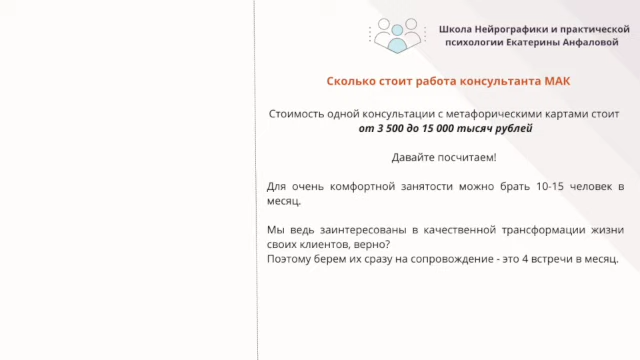 Школа Нейрографики и практической
психологии Екатерины Анфаловой
Сколько стоит работа консультанта МАК
Стоимость одной консультации с метафорическими картами стоит
от 3 500 до 15 000 тысяч рублей
Давайте посчитаем!
Для очень комфортной занятости можно брать 10-15 человек в
месяц.
Мы ведь заинтересованы в качественной трансформации жизни
своих клиентов, верно?
Поэтому берем их сразу на сопровождение - это 4 встречи в месяц.